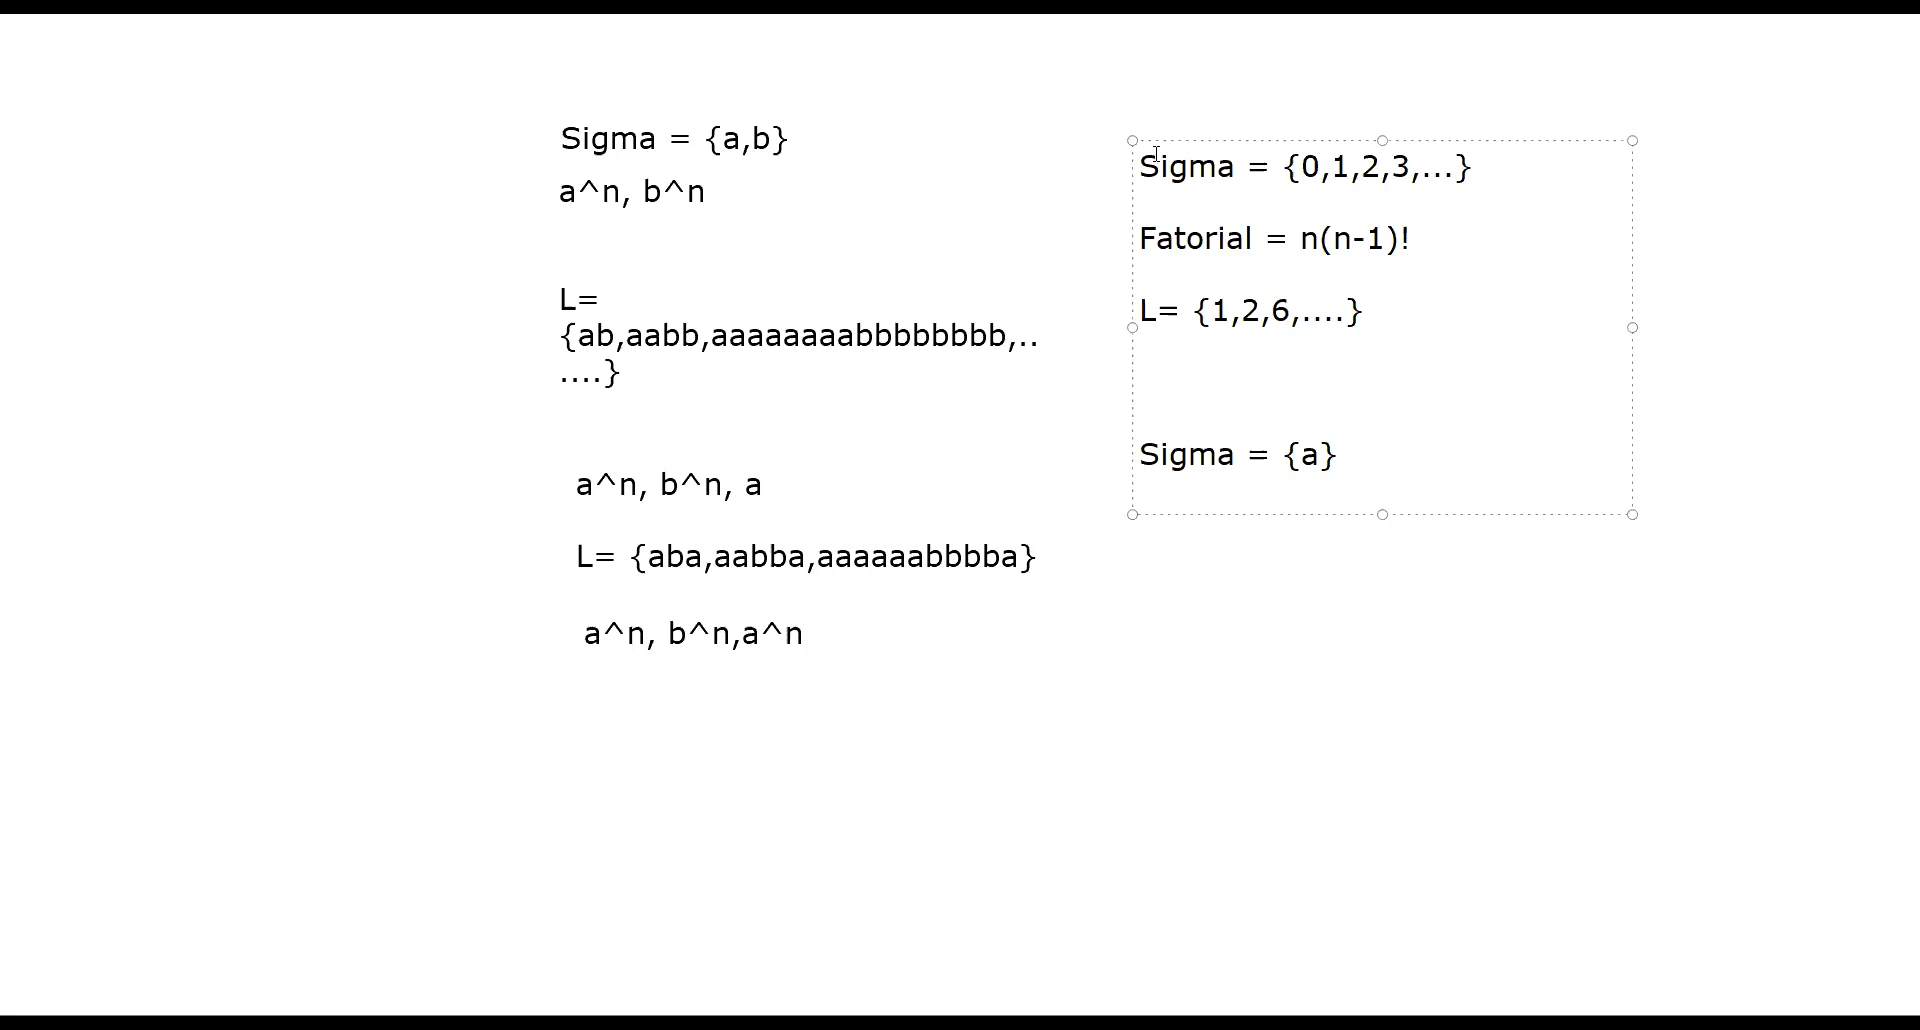 Sigma = {a,b}
a^n, b^n
L=
{ab,aabb,aaaaaaaabbbbbbbb,..
....}
a^n, b^n, a
L= {aba,aabba,aaaaaabbbba}
a^n, b^n,a^n
Sigma = {0,1,2,3,...}
Fatorial = n(n-1)!
L= {1,2,6,....}
Sigma = {a}